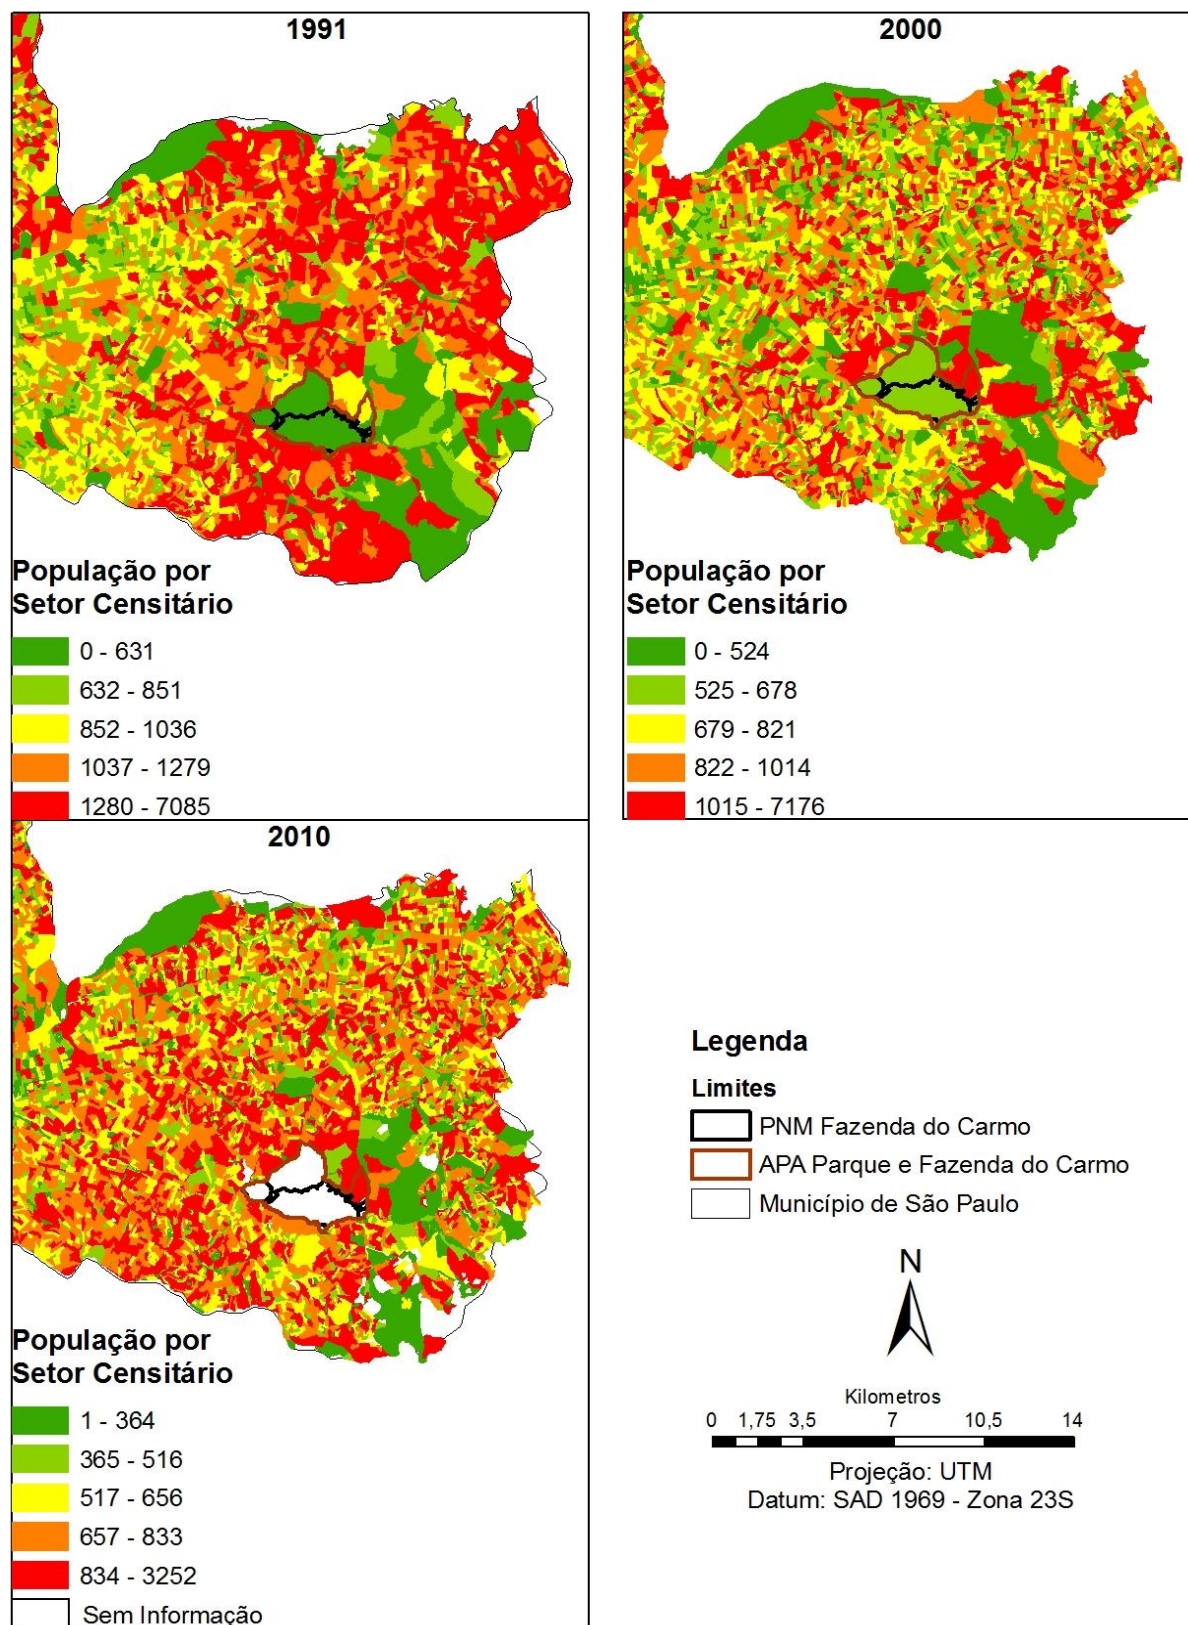 1991
População por
Setor Censitário
0 - 631
632 - 851
852 - 1036
1037 - 1279
1280 - 7085
2000
População por
Setor Censitário
0 - 524
525 - 678
679 - 821
822 - 1014
1015 - 7176
2010
População por
Setor Censitário
1 - 364
365 - 516
517 - 656
657 - 833
834 - 3252
Sem Informação
Legenda
Limites
PNM Fazenda do Carmo
APA Parque e Fazenda do Carmo
Município de São Paulo
N
Kilometros
0 1,75 3,5 7 10,5 14
Projeção: UTM
Datum: SAD 1969 - Zona 23S